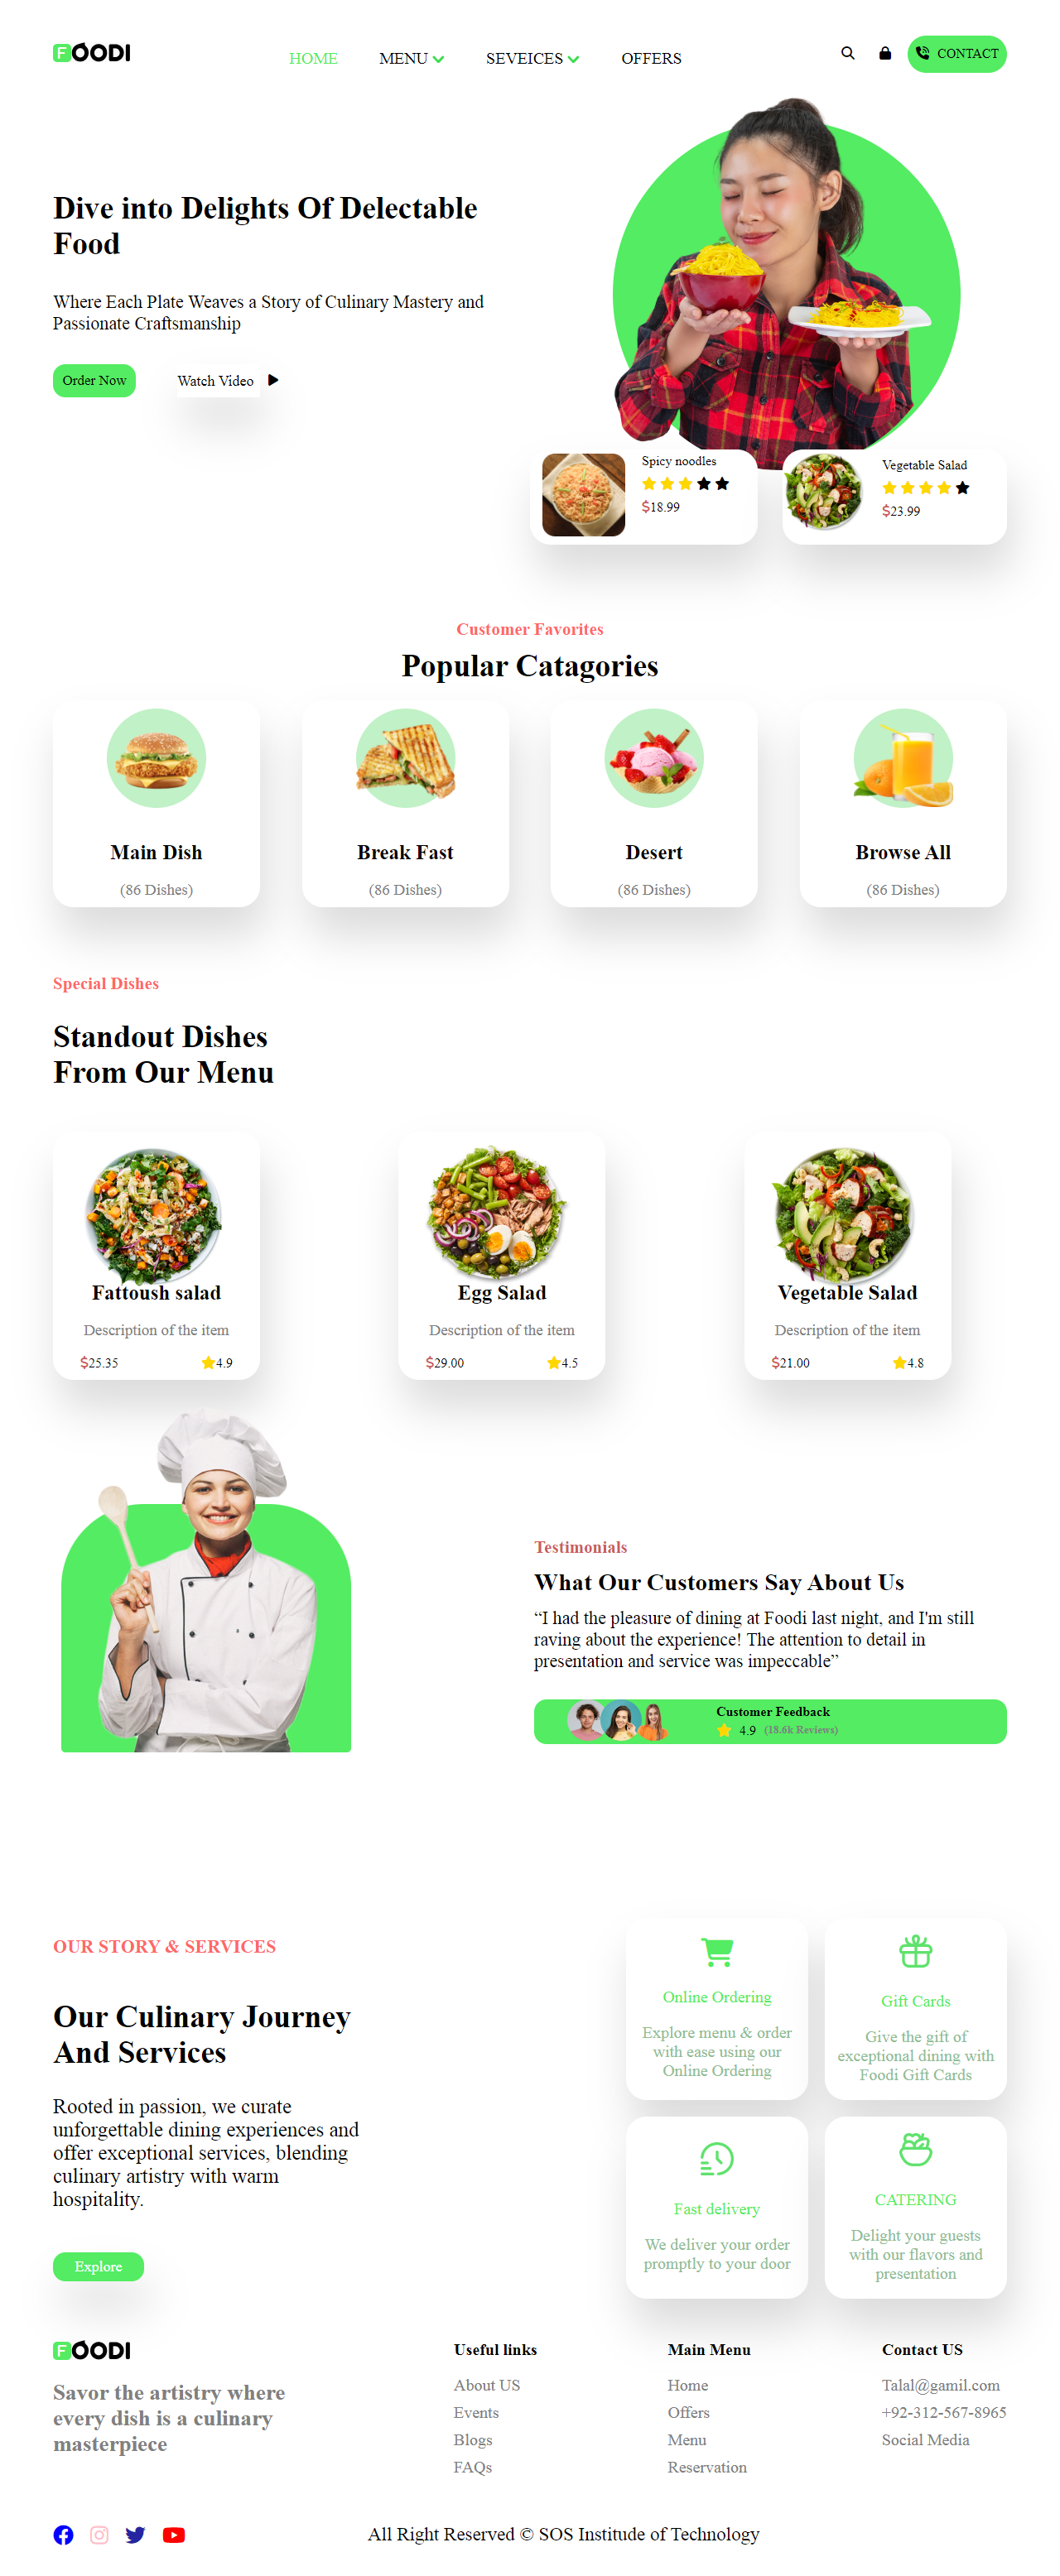 FOODI
HOME MENU SEVEICES OFFERS
CONTACT
Dive into Delights Of Delectable
Food
Where Each Plate Weaves a Story of Culinary Mastery and
Passionate Craftsmanship
Order Now
Watch Video
Spicy noodles
$18.99
Vegetable Salad
$23.99
Customer Favorites
Popular Catagories
Main Dish
(86 Dishes)
Break Fast
(86 Dishes)
Desert
(86 Dishes)
Browse All
(86 Dishes)
Special Dishes
Standout Dishes
From Our Menu
Fattoush salad
Description of the item
$25.35
4.9
Egg Salad
Description of the item
$29.00
4.5
Vegetable Salad
Description of the item
$21.00
4.8
Testimonials
What Our Customers Say About Us
“I had the pleasure of dining at Foodi last night, and I'm still
raving about the experience! The attention to detail in
presentation and service was impeccable”
Customer Feedback
4.9 (18.6k Reviews)
OUR STORY & SERVICES
Our Culinary Journey
And Services
Rooted in passion, we curate
unforgettable dining experiences and
offer exceptional services, blending
culinary artistry with warm
hospitality.
Explore
Online Ordering
Explore menu & order
with ease using our
Online Ordering
Gift Cards
Give the gift of
exceptional dining with
Foodi Gift Cards
Fast delivery
We deliver your order
promptly to your door
CATERING
Delight your guests
with our flavors and
presentation
FOODI
Savor the artistry where
every dish is a culinary
masterpiece
Useful links
About US
Events
Blogs
FAQs
Main Menu
Home
Offers
Menu
Reservation
Contact US
Talal@gamil.com
+92-312-567-8965
Social Media
All Right Reserved © SOS Institude of Technology